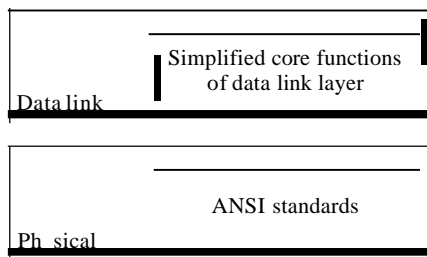 Simplified core functions
of data link layer
Data link
ANSI standards
Ph sical